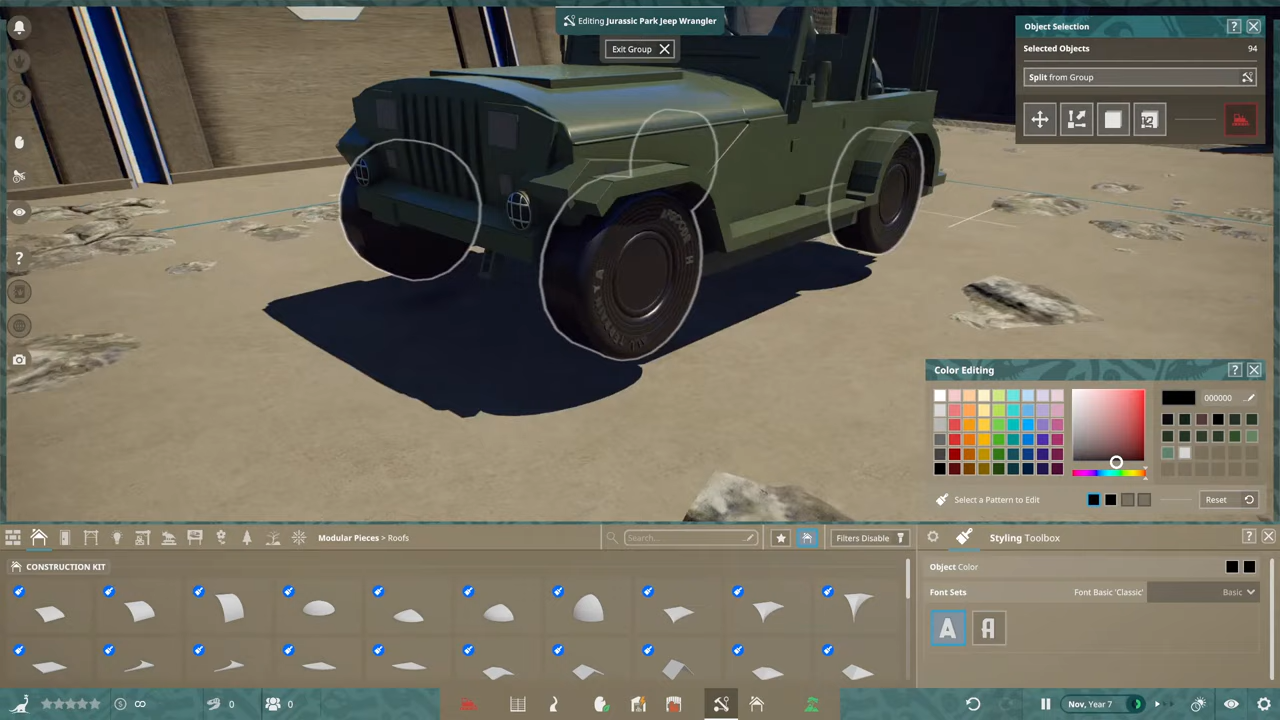 Editing Jurassic Park Jeep Wrangler
Exit Group
Object Selection
?
Selected Objects 94
Split from Group
12
?
Color Editing ?
000000
Select a Pattern to Edit
Reset
Modular Pieces > Roofs
Search...
Filters Disable
Styling Toolbox ?
CONSTRUCTION KIT
Object Color
Font Sets Font Basic 'Classic' Basic
A Я
∞ 0 0
Nov, Year 7